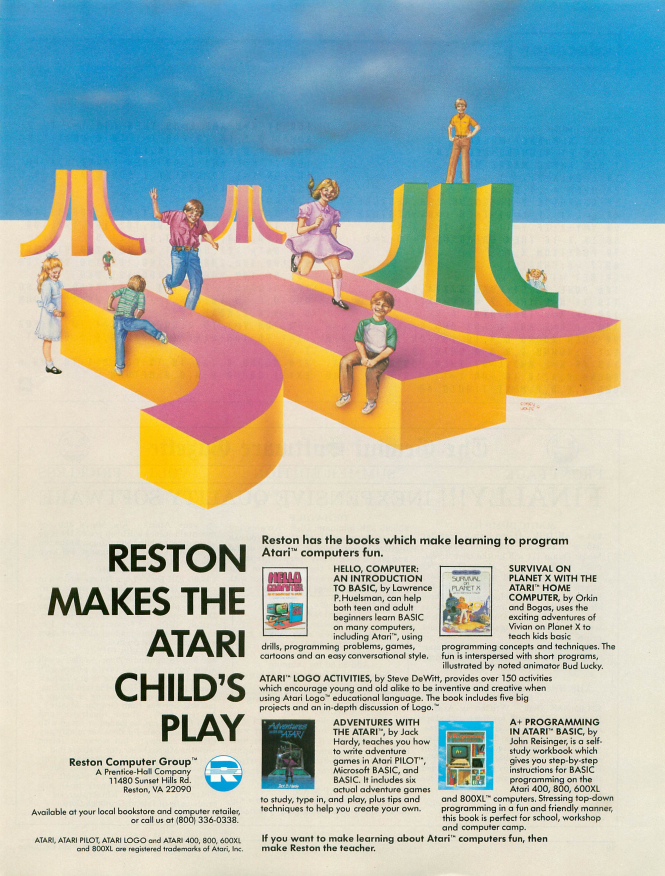 RESTON
MAKES THE
ATARI
CHILD'S
PLAY
Reston Computer Group™
A Prentice-Hall Company
11480 Sunset Hills Rd.
Reston, VA 22090
Available at your local bookstore and computer retailer,
or call us at (800) 336-0338.
ATARI, ATARI PILOT, ATARI LOGO and ATARI 400, 800, 600XL
and 800XL are registered trademarks of Atari, Inc.
Reston has the books which make learning to program
Atari™ computers fun.
HELLO
COMPUTER
HELLO, COMPUTER:
AN INTRODUCTION
TO BASIC, by Lawrence
P. Huelsman, can help
both teen and adult
beginners learn BASIC
on many computers,
including Atari™, using
drills, programming problems, games,
cartoons and an easy conversational style.
SURVIVAL
ON
PLANET X
SURVIVAL ON
PLANET X WITH THE
ATARI™ HOME
COMPUTER, by Orkin
and Bogas, uses the
exciting adventures of
Vivian on Planet X to
teach kids basic
programming concepts and techniques. The
fun is interspersed with short programs,
illustrated by noted animator Bud Lucky.
ATARI™ LOGO ACTIVITIES, by Steve DeWitt, provides over 150 activities
which encourage young and old alike to be inventive and creative when
using Atari Logo™ educational language. The book includes five big
projects and an in-depth discussion of Logo.™
Adventures
ATARI
Jack Hardy
ADVENTURES WITH
THE ATARI™, by Jack
Hardy, teaches you how
to write adventure
games in Atari PILOT™,
Microsoft BASIC, and
BASIC. It includes six
actual adventure games
to study, type in, and play, plus tips and
techniques to help you create your own.
A+ PROGRAMMING
IN ATARI™ BASIC, by
John Reisinger, is a self-
study workbook which
gives you step-by-step
instructions for BASIC
programming on the
Atari 400, 800, 600XL
and 800XL™ computers. Stressing top-down
programming in a fun and friendly manner,
this book is perfect for school, workshop
and computer camp.
If you want to make learning about Atari™ computers fun, then
make Reston the teacher.